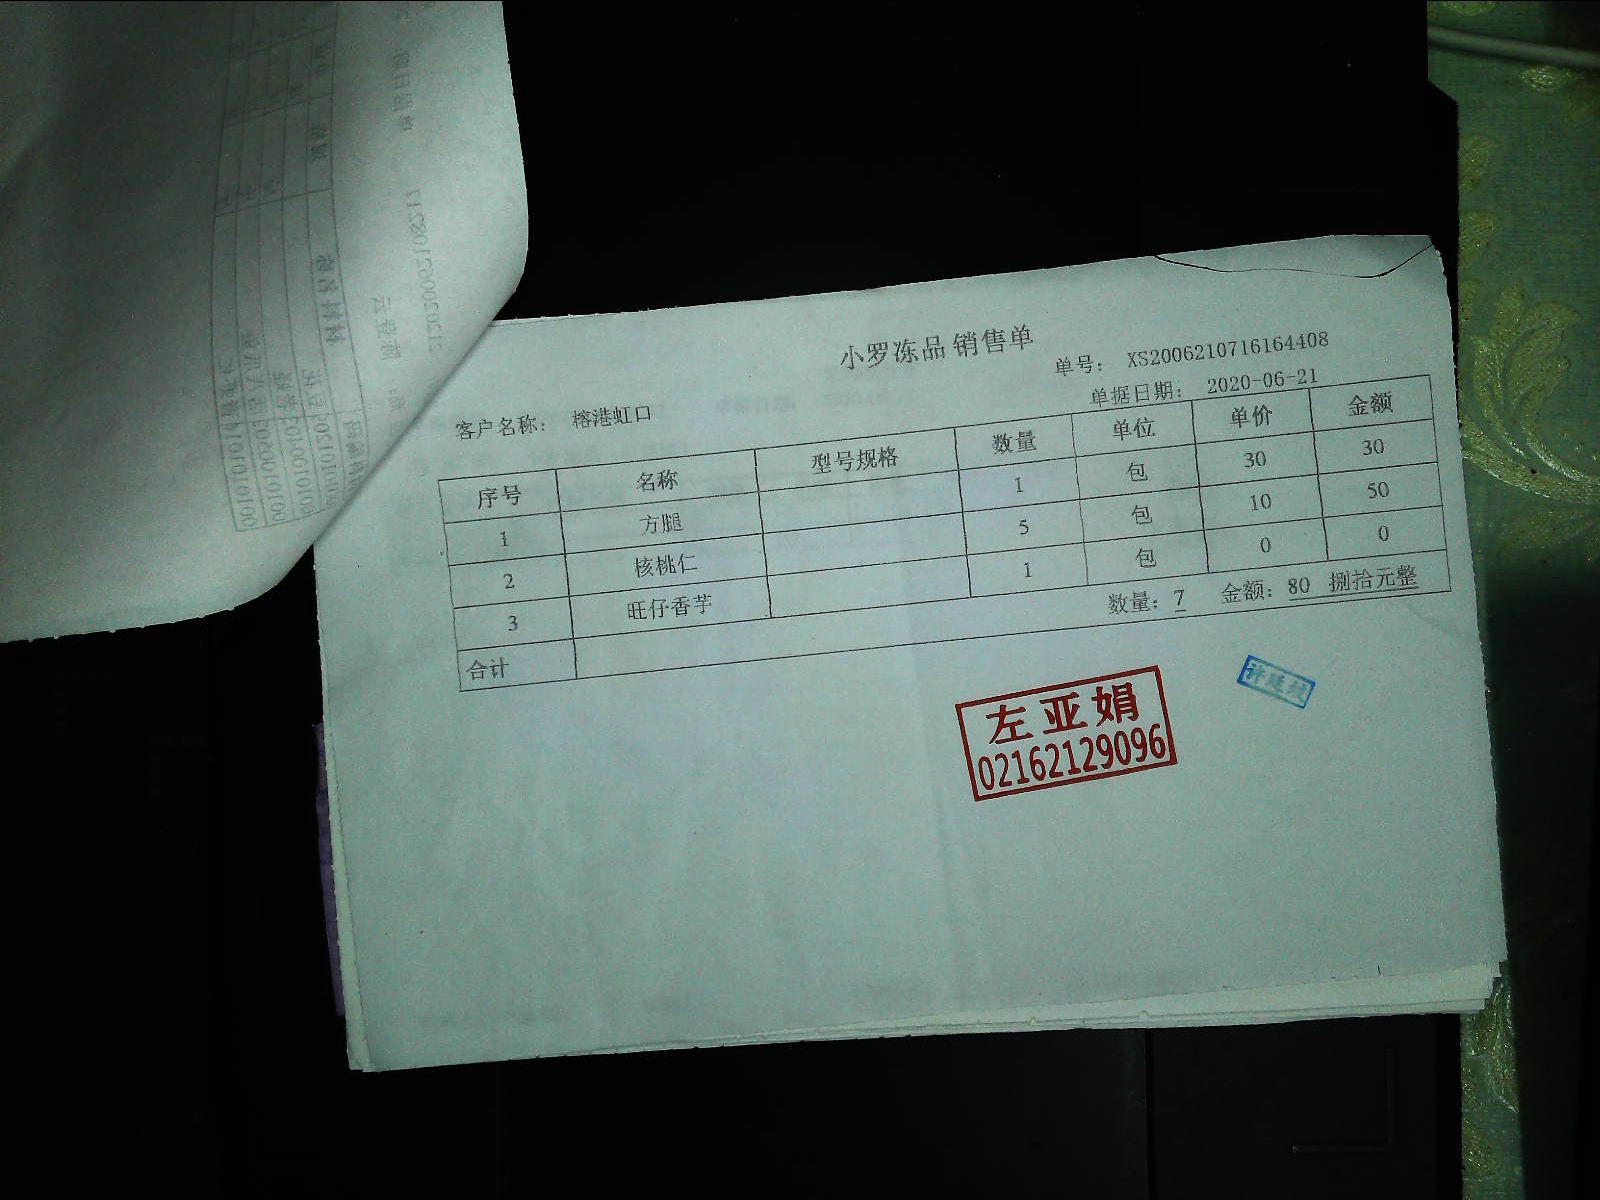 小罗冻品 销售单
单号： XS2006210716164408
客户名称： 榕港虹口
单据日期： 2020-06-21
序号 名称 型号规格 数量 单位 单价 金额
1 方腿 1 包 30 30
2 核桃仁 5 包 10 50
3 旺仔香芋 1 包 0 0
合计 数量：7 金额：80 捌拾元整
左亚娟
02162129096